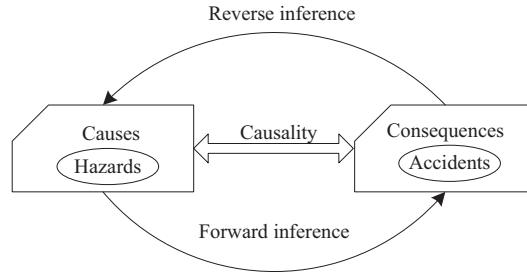 Reverse inference
Causes
Hazards
Causality
Consequences
Accidents
Forward inference